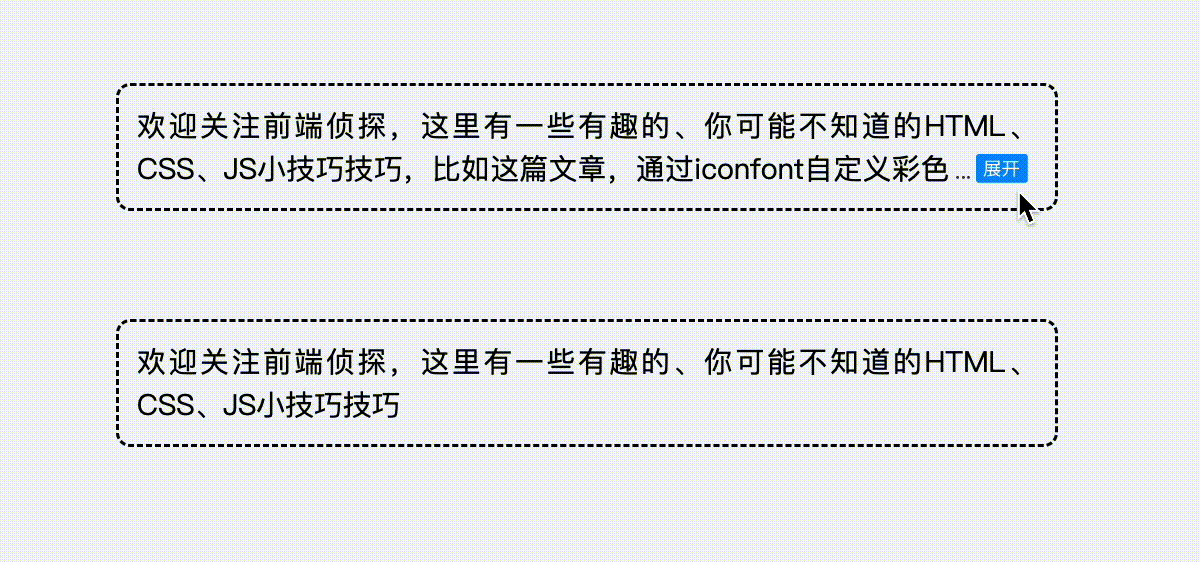 欢迎关注前端侦探，这里有一些有趣的、你可能不知道的HTML、
CSS、JS小技巧技巧，比如这篇文章，通过iconfont自定义彩色 ... 展开
欢迎关注前端侦探，这里有一些有趣的、你可能不知道的HTML、
CSS、JS小技巧技巧